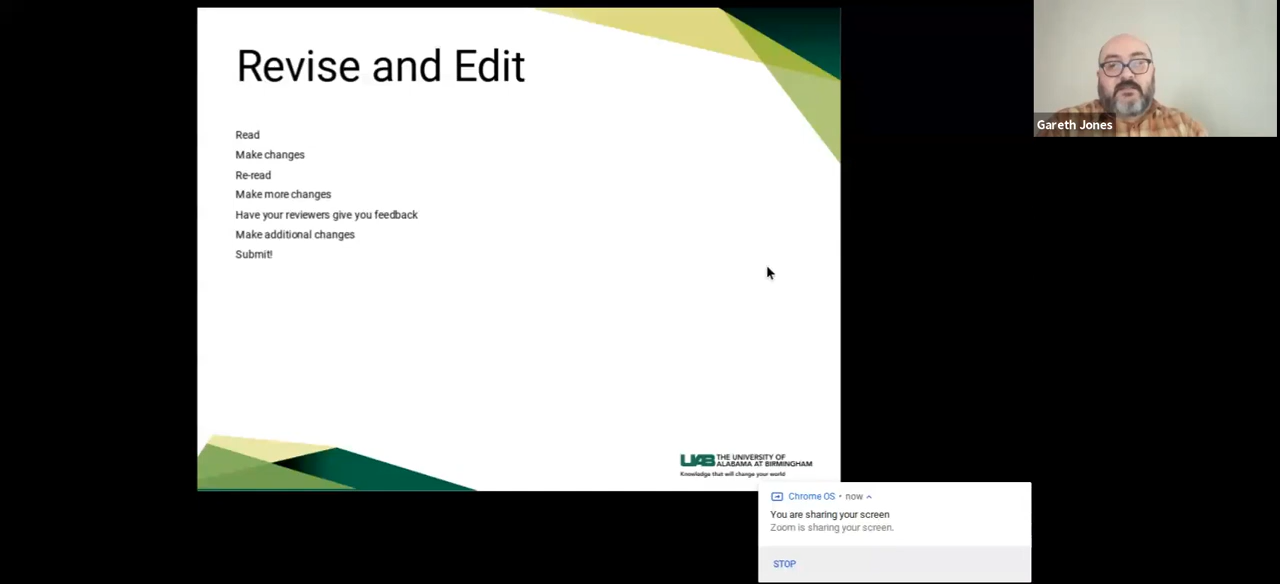 Revise and Edit
Read
Make changes
Re-read
Make more changes
Have your reviewers give you feedback
Make additional changes
Submit!
UAB THE UNIVERSITY OF
ALABAMA AT BIRMINGHAM
Knowledge that will change your world
Gareth Jones
Chrome OS • now
You are sharing your screen
Zoom is sharing your screen.
STOP